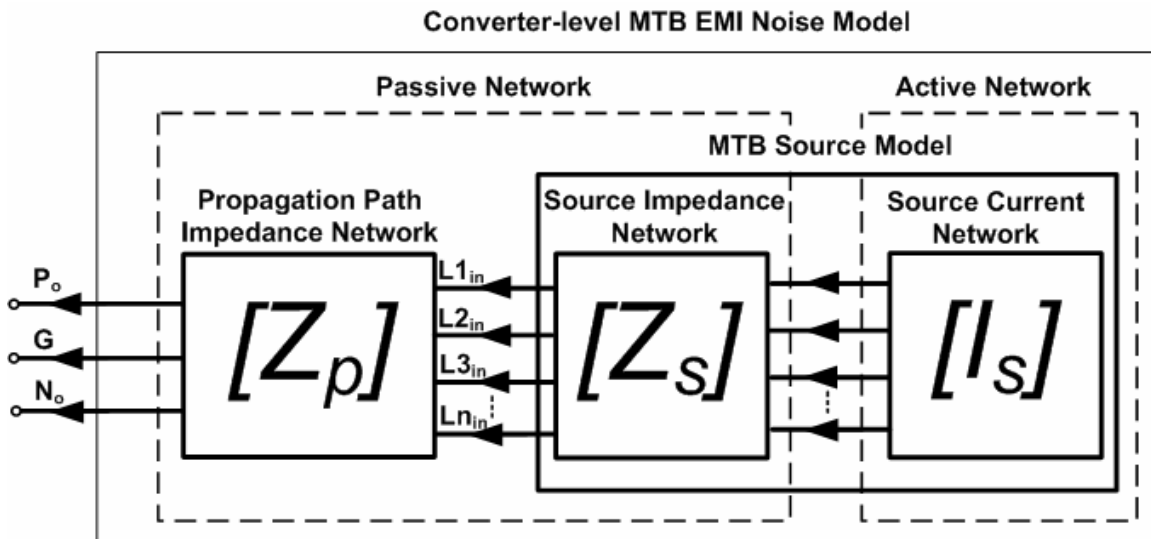 Converter-level MTB EMI Noise Model
Passive Network
Active Network
MTB Source Model
Propagation Path
Impedance Network
Source Impedance
Network
Source Current
Network
Po
G
No
L1in
L2in
L3in
Lnin
[Zp]
[Zs]
[Is]